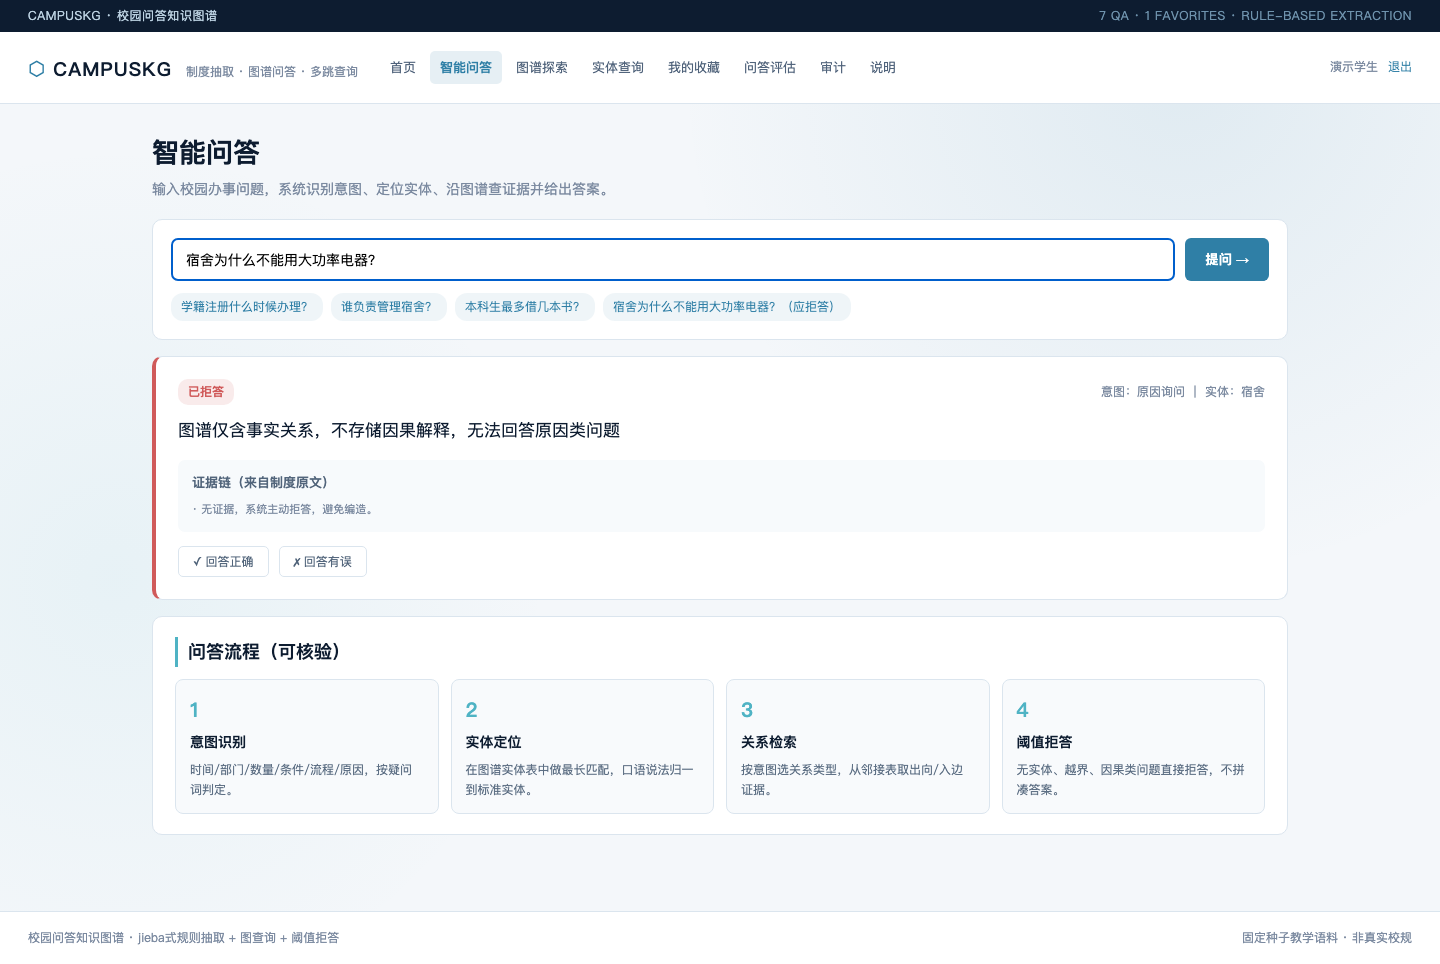 CAMPUSKG · 校园问答知识图谱
7 QA · 1 FAVORITES · RULE-BASED EXTRACTION
CAMPUSKG 制度抽取 · 图谱问答 · 多跳查询 首页 智能问答 图谱探索 实体查询 我的收藏 问答评估 审计 说明 演示学生 退出
智能问答
输入校园办事问题，系统识别意图、定位实体、沿图谱查证据并给出答案。
宿舍为什么不能用大功率电器?
提问 →
学籍注册什么时候办理? 谁负责管理宿舍? 本科生最多借几本书? 宿舍为什么不能用大功率电器? （应拒答）
已拒答
意图：原因询问 | 实体：宿舍
图谱仅含事实关系，不存储因果解释，无法回答原因类问题
证据链（来自制度原文）
· 无证据，系统主动拒答，避免编造。
✓ 回答正确 ✗ 回答有误
问答流程（可核验）
1
意图识别
时间/部门/数量/条件/流程/原因，按疑问
词判定。
2
实体定位
在图谱实体表中做最长匹配，口语说法归一
到标准实体。
3
关系检索
按意图选关系类型，从邻接表取出向/入边
证据。
4
阈值拒答
无实体、越界、因果类问题直接拒答，不拼
凑答案。
校园问答知识图谱 · jieba式规则抽取 + 图查询 + 阈值拒答
固定种子教学语料 · 非真实校规